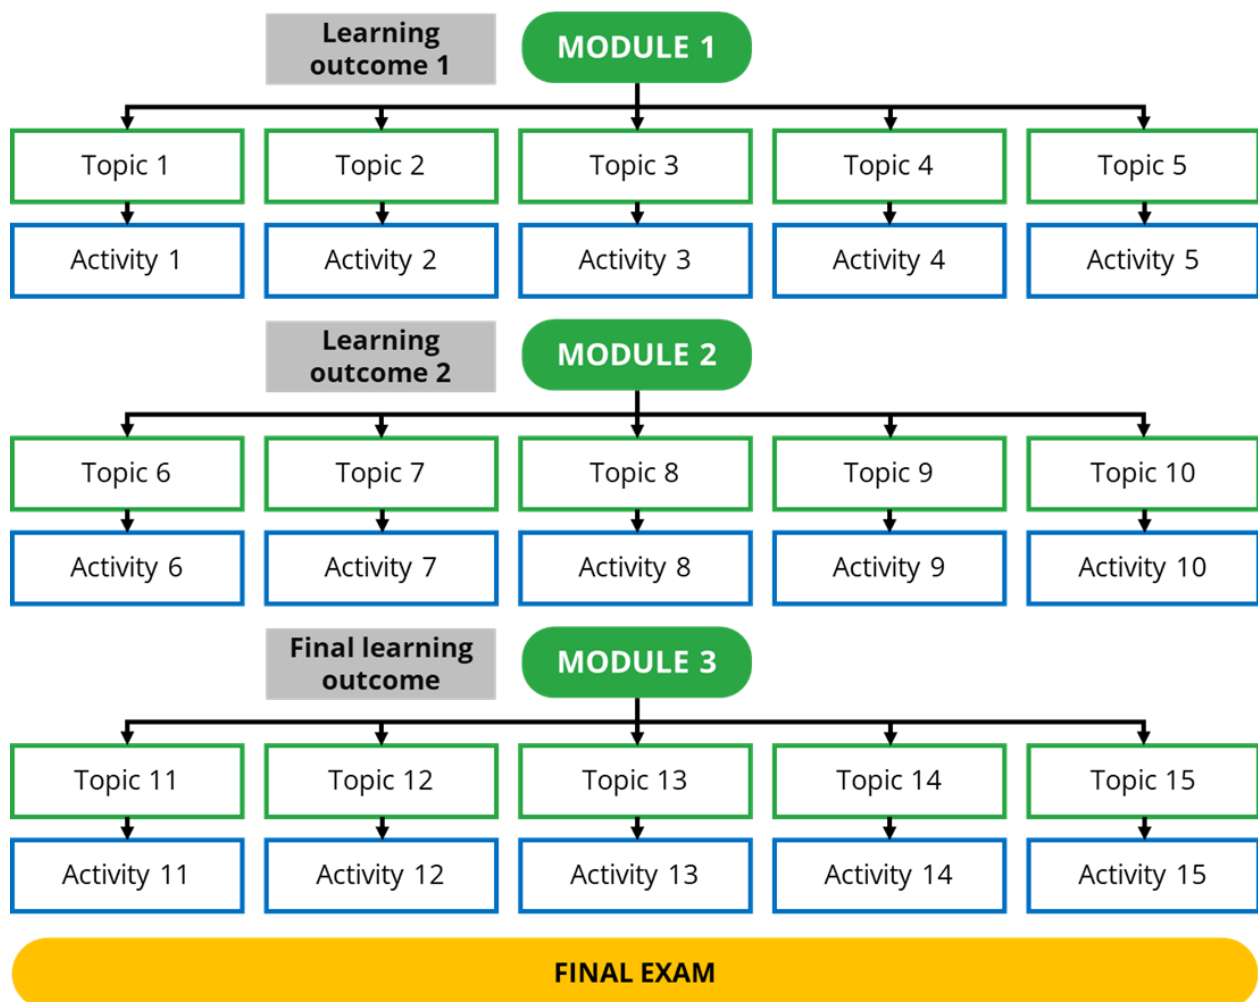 Learning
outcome 1
MODULE 1
Topic 1
Topic 2
Topic 3
Topic 4
Topic 5
Activity 1
Activity 2
Activity 3
Activity 4
Activity 5
Learning
outcome 2
MODULE 2
Topic 6
Topic 7
Topic 8
Topic 9
Topic 10
Activity 6
Activity 7
Activity 8
Activity 9
Activity 10
Final learning
outcome
MODULE 3
Topic 11
Topic 12
Topic 13
Topic 14
Topic 15
Activity 11
Activity 12
Activity 13
Activity 14
Activity 15
FINAL EXAM